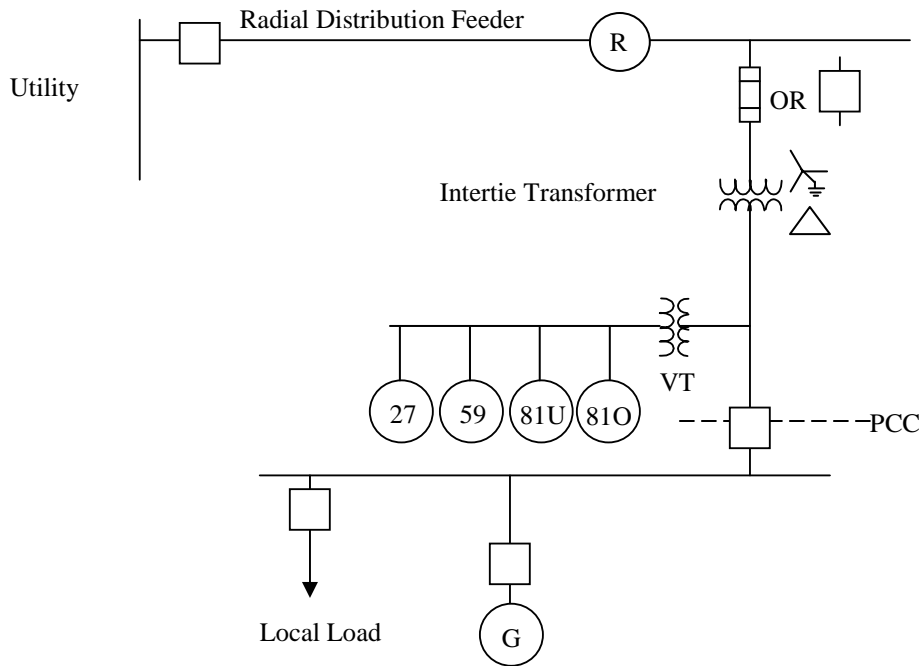 Radial Distribution Feeder
R
Utility
OR
Intertie Transformer
VT
27
59
81U
81O
PCC
Local Load
G